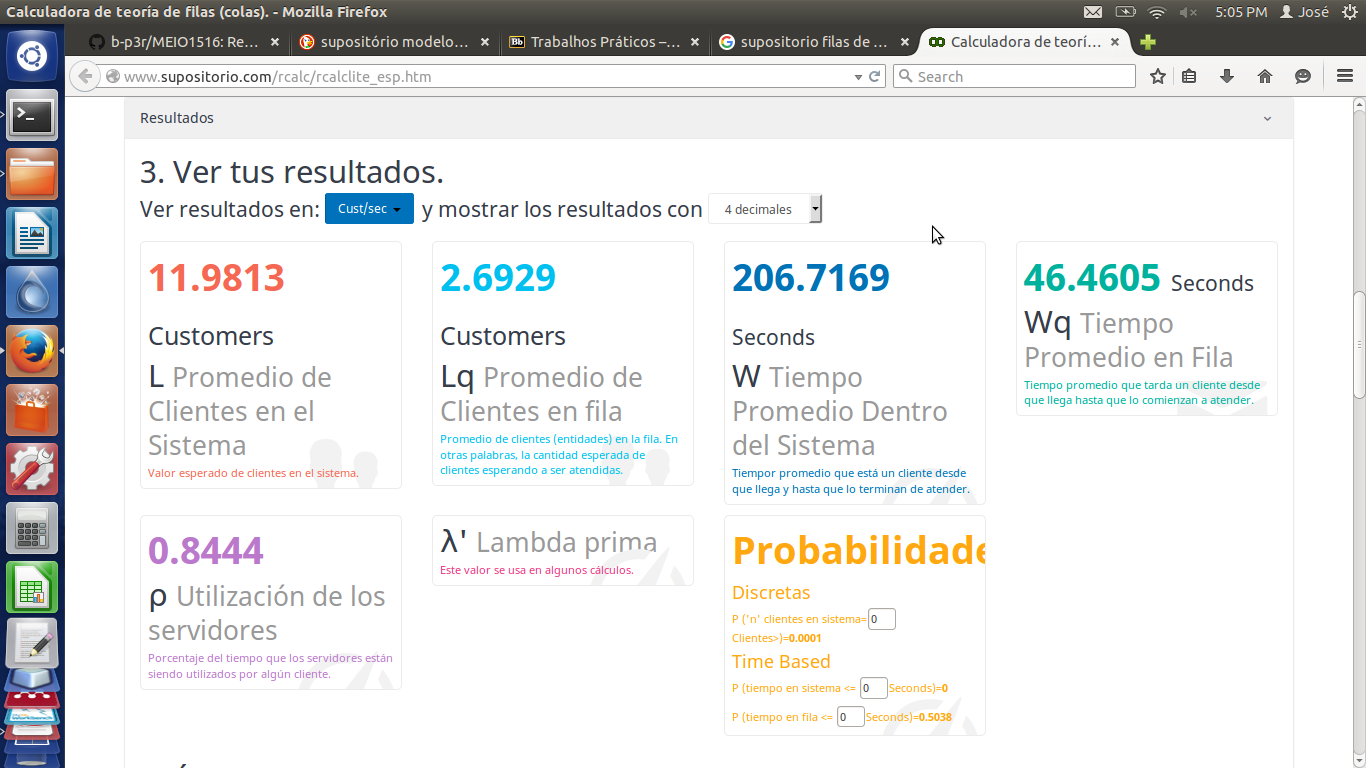 Calculadora de teoría de filas (colas). - Mozilla Firefox
5:05 PM
José
b-p3r/MEIO1516: Re...
supositório modelo...
Bb
Trabalhos Práticos –...
supositorio filas de ...
Calculadora de teorí...
www.supositorio.com/rcalc/rcalclite_esp.htm
Search
Resultados
3. Ver tus resultados.
Ver resultados en: Cust/sec y mostrar los resultados con 4 decimales
11.9813
Customers
L Promedio de
Clientes en el
Sistema
Valor esperado de clientes en el sistema.
2.6929
Customers
Lq Promedio de
Clientes en fila
Promedio de clientes (entidades) en la fila. En
otras palabras, la cantidad esperada de
clientes esperando a ser atendidas.
206.7169
Seconds
W Tiempo
Promedio Dentro
del Sistema
Tiempor promedio que está un cliente desde
que llega y hasta que lo terminan de atender.
46.4605 Seconds
Wq Tiempo
Promedio en Fila
Tiempo promedio que tarda un cliente desde
que llega hasta que lo comienzan a atender.
0.8444
ρ Utilización de los
servidores
Porcentaje del tiempo que los servidores están
siendo utilizados por algún cliente.
λ' Lambda prima
Este valor se usa en algunos cálculos.
Probabilidade
Discretas
P ('n' clientes en sistema= 0
Clientes>)=0.0001
Time Based
P (tiempo en sistema <= 0 Seconds)=0
P (tiempo en fila <= 0 Seconds)=0.5038